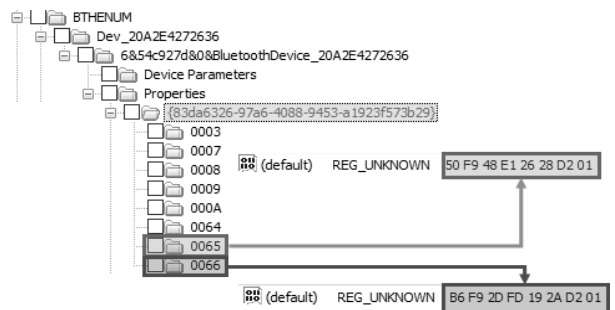 BTHENUM
Dev_20A2E4272636
6&54c927d&0&BluetoothDevice_20A2E4272636
Device Parameters
Properties
{83da6326-97a6-4088-9453-a1923f573b29}
0003
0007
0008
(default) REG_UNKNOWN 50 F9 48 E1 26 28 D2 01
0009
000A
0064
0065
0066
(default) REG_UNKNOWN B6 F9 2D FD 19 2A D2 01